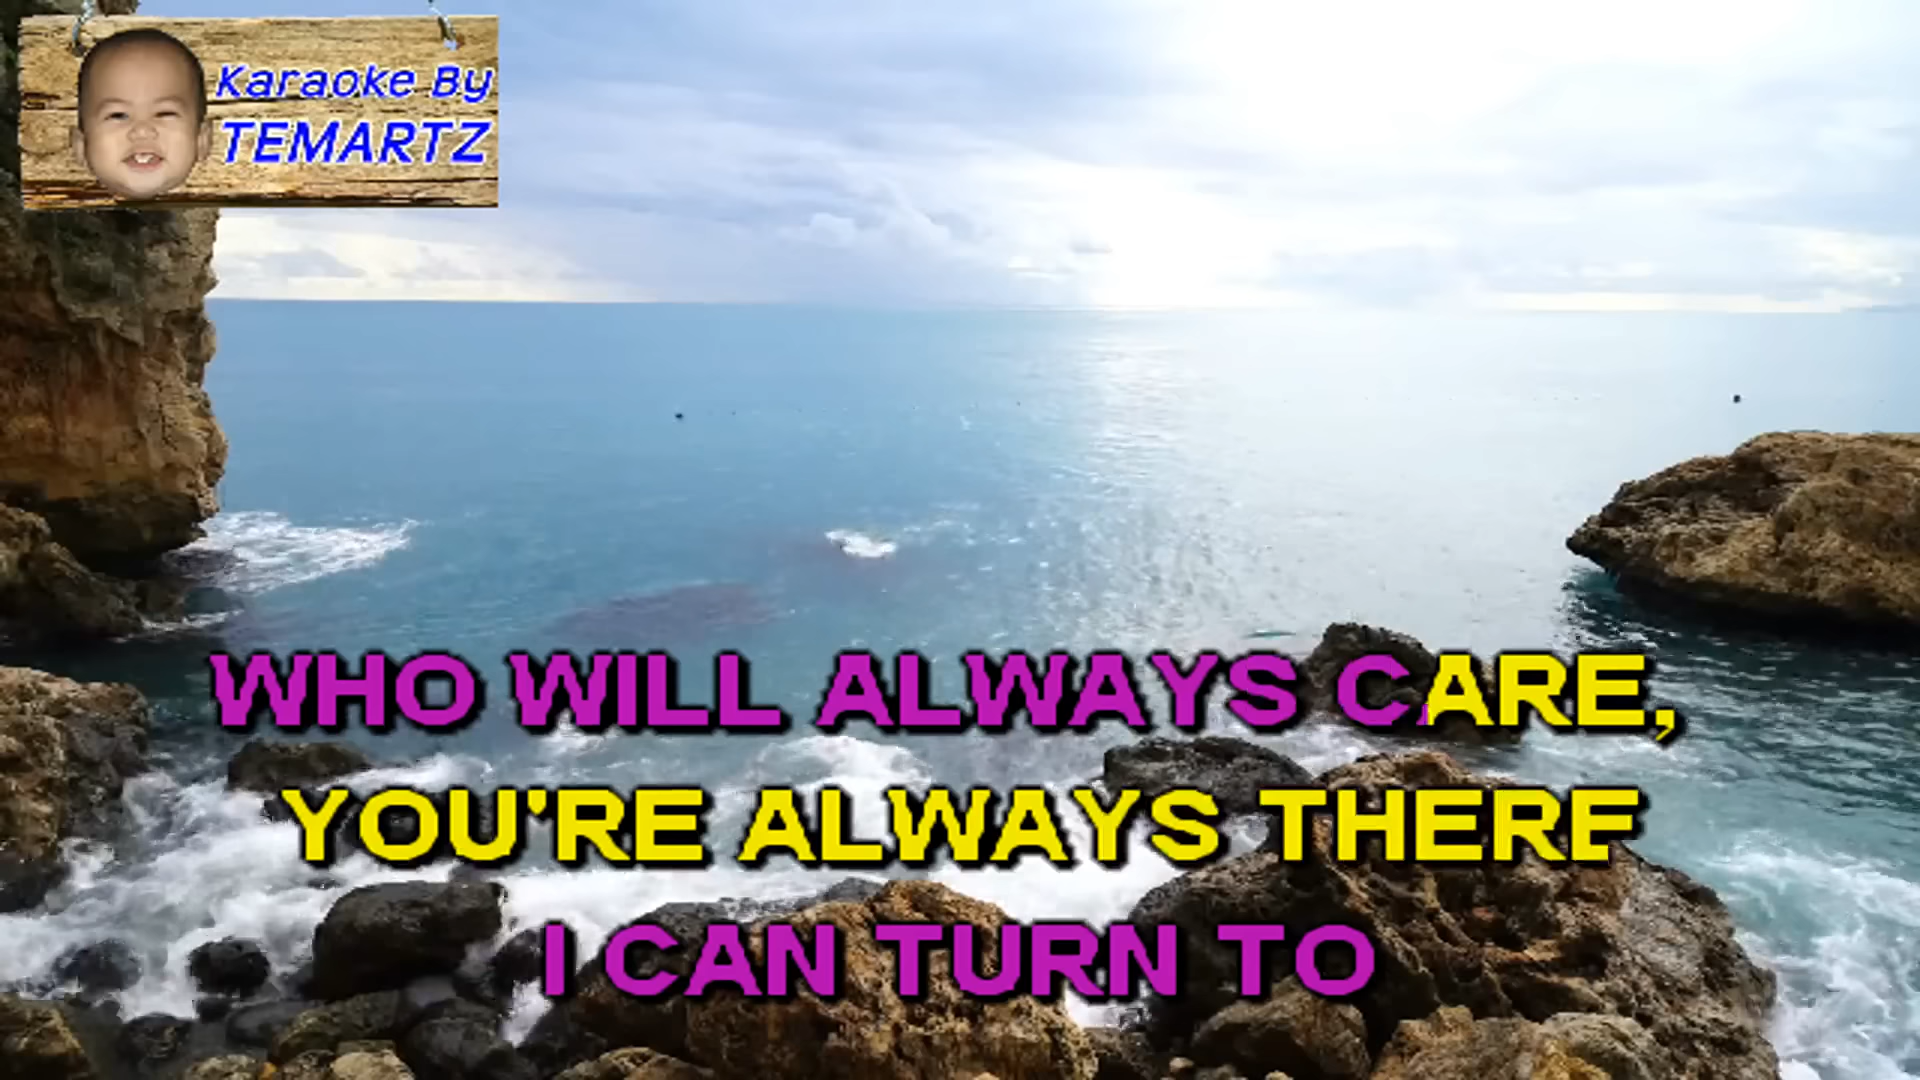 Karaoke By
TEMARTZ
WHO WILL ALWAYS CARE,
YOU'RE ALWAYS THERE
I CAN TURN TO